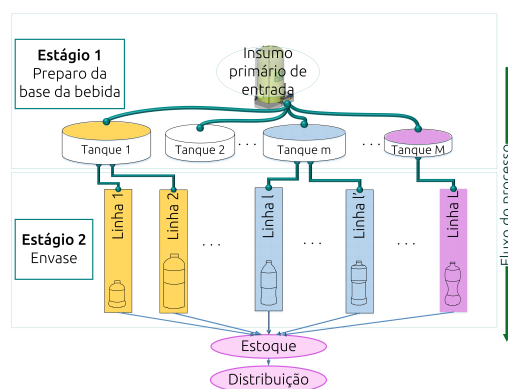 Estágio 1
Preparo da
base da bebida
Insumo
primário de
entrada
Tanque 1
Tanque 2
. . .
Tanque m
. . .
Tanque M
Linha 1
Linha 2
. . .
Linha l
. . .
Linha l'
. . .
Linha L
Estágio 2
Envase
Fluxo do processo
Estoque
Distribuição